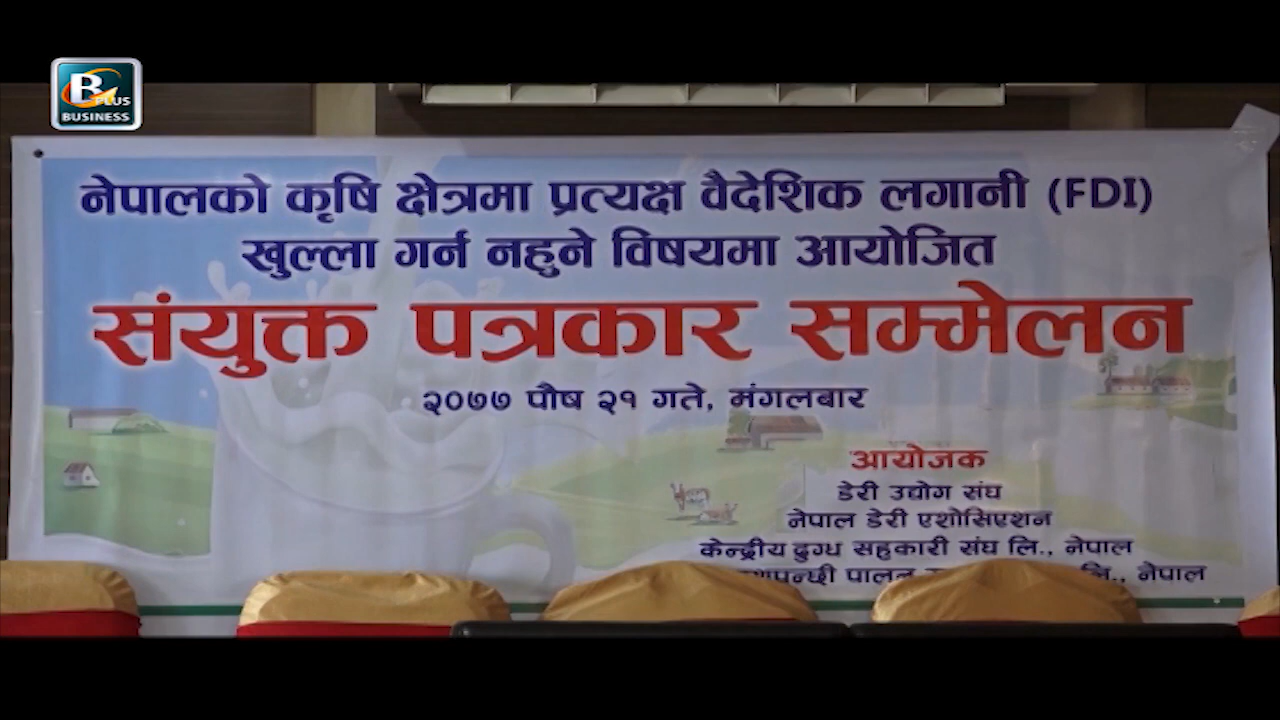 B PLUS
BUSINESS
नेपालको कृषि क्षेत्रमा प्रत्यक्ष वैदेशिक लगानी (FDI)
खुल्ला गर्न नहुने विषयमा आयोजित
संयुक्त पत्रकार सम्मेलन
२०७७ पौष २१ गते, मंगलबार
आयोजक
डेरी उद्योग संघ
नेपाल डेरी एशोसिएशन
केन्द्रीय दुग्ध सहकारी संघ लि., नेपाल
पालन लि., नेपाल